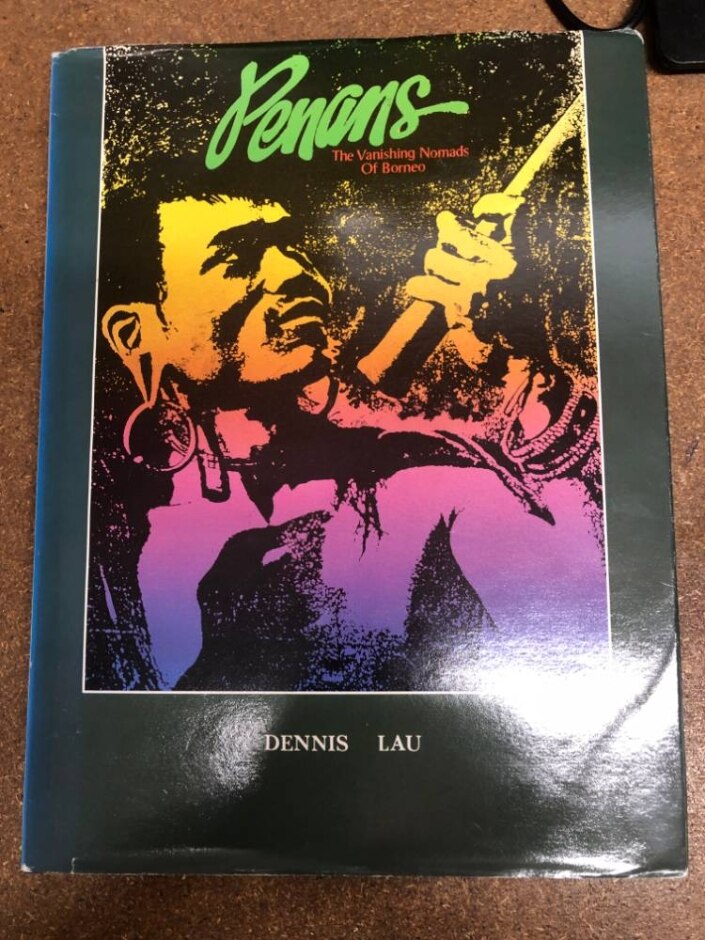 Penans
The Vanishing Nomads
Of Borneo
DENNIS LAU